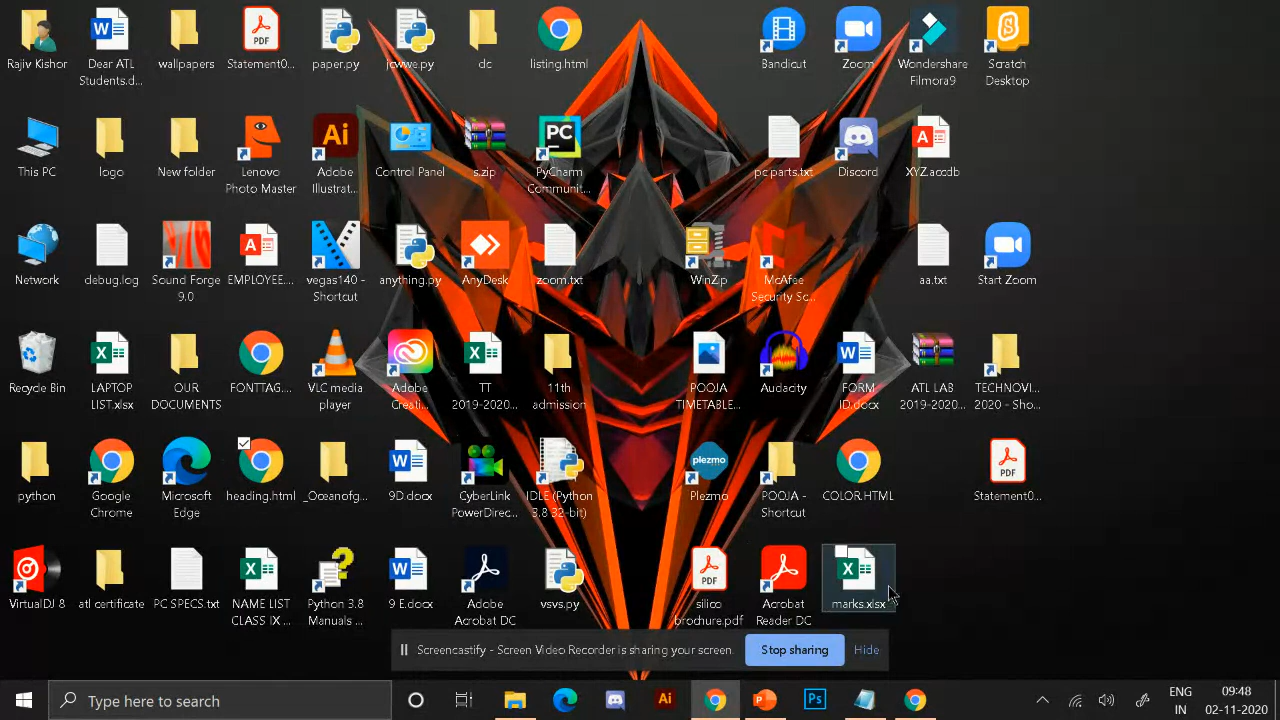 Rajiv Kishor
Dear ATL
Students.d...
wallpapers
PDF
Statement0...
paper.py
jcwwe.py
dc
listing.html
Bandicut
Zoom
Wondershare
Filmora9
Scratch
Desktop
This PC
logo
New folder
Lenovo
Photo Master
Ai
Adobe
Illustrat...
Control Panel
s.zip
PC
PyCharm
Communit...
pc parts.txt
Discord
XYZ.accdb
Network
debug.log
Sound Forge
9.0
EMPLOYEE....
vegas140 -
Shortcut
anything.py
AnyDesk
zoom.txt
WinZip
McAfee
Security Sc...
aa.txt
Start Zoom
Recycle Bin
LAPTOP
LIST.xlsx
OUR
DOCUMENTS
FONTTAG....
VLC media
player
Adobe
Creati...
TT
2019-2020...
11th
admission
POOJA
TIMETABLE...
Audacity
FORM
ID.docx
ATL LAB
2019-2020...
TECHNOVI...
2020 - Sho...
python
Google
Chrome
Microsoft
Edge
heading.html
_Oceanofg...
9D.docx
CyberLink
PowerDirec...
IDLE (Python
3.8 32-bit)
plezmo
Plezmo
POOJA -
Shortcut
COLOR.HTML
PDF
Statement0...
VirtualDJ 8
atl certificate
PC SPECS.txt
NAME LIST
CLASS IX ...
Python 3.8
Manuals ...
9 E.docx
Adobe
Acrobat DC
vsvs.py
PDF
silico
brochure.pdf
Acrobat
Reader DC
marks.xlsx
Screencastify - Screen Video Recorder is sharing your screen.
Stop sharing
Hide
Type here to search
Ai
Ps
ENG
IN
09:48
02-11-2020